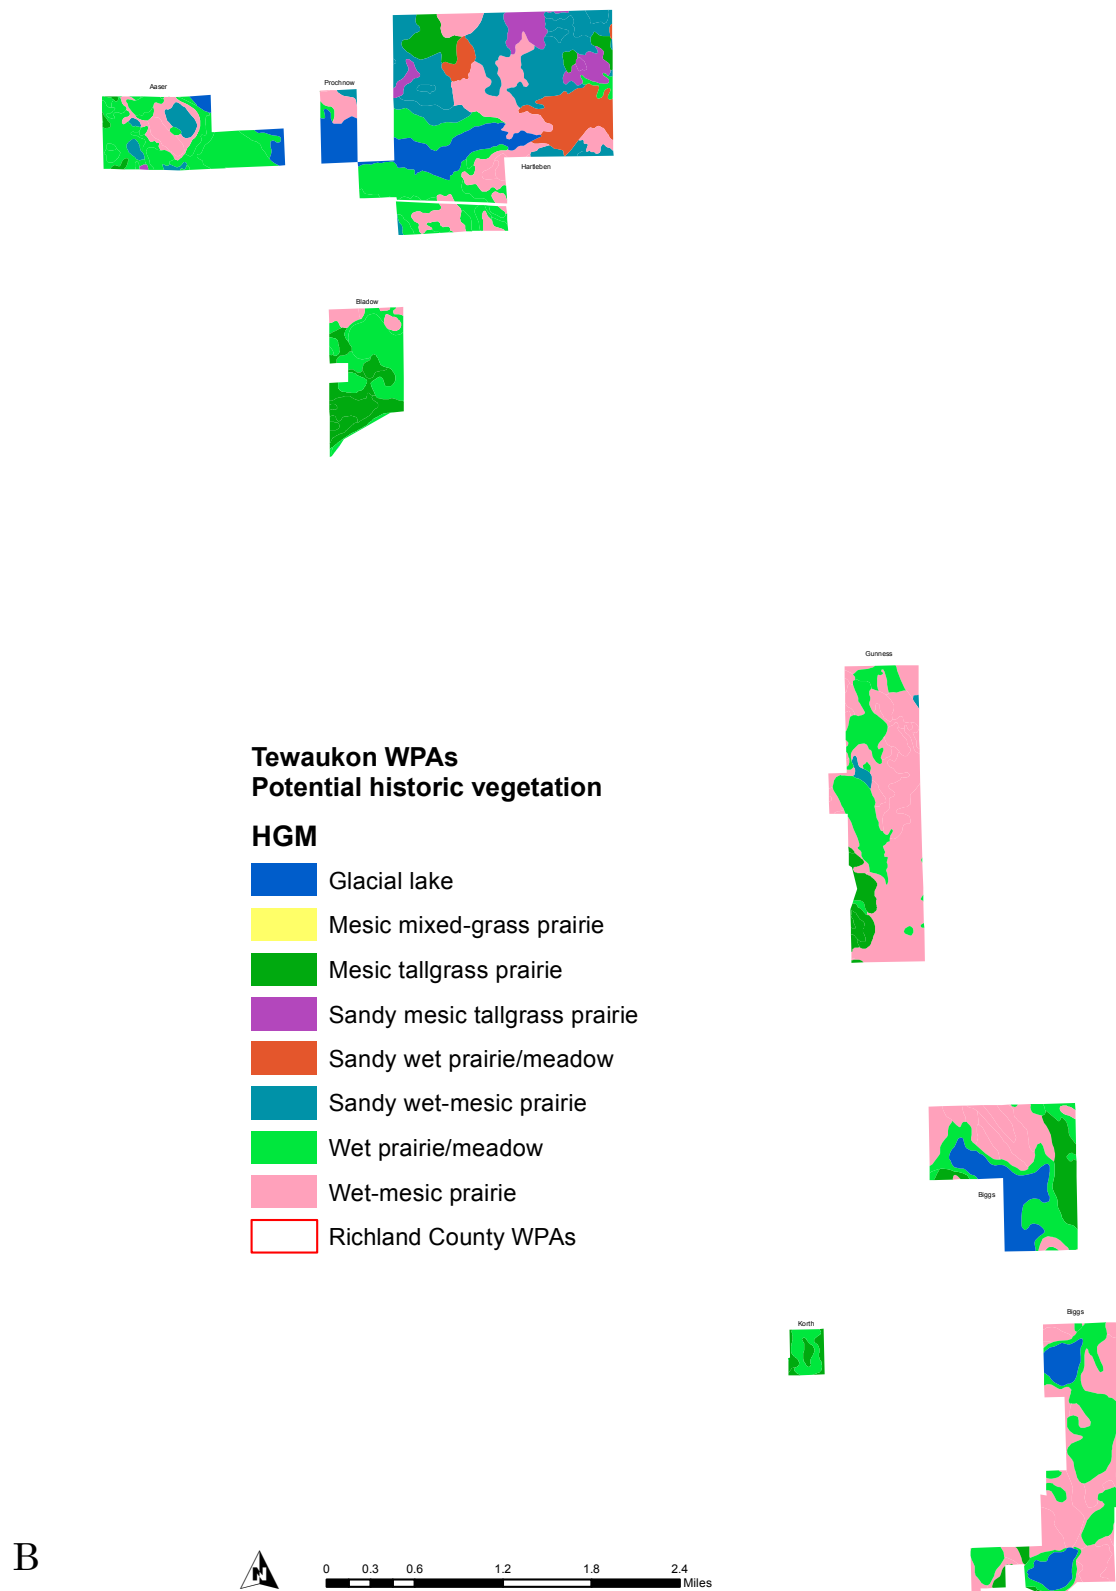 Aaser
Prochnow
Hartleben
Bladow
Gunness
Tewaukon WPAs
Potential historic vegetation
HGM
Glacial lake
Mesic mixed-grass prairie
Mesic tallgrass prairie
Sandy mesic tallgrass prairie
Sandy wet prairie/meadow
Sandy wet-mesic prairie
Wet prairie/meadow
Wet-mesic prairie
Richland County WPAs
Biggs
Biggs
Korth
B
N
0 0.3 0.6 1.2 1.8 2.4
Miles